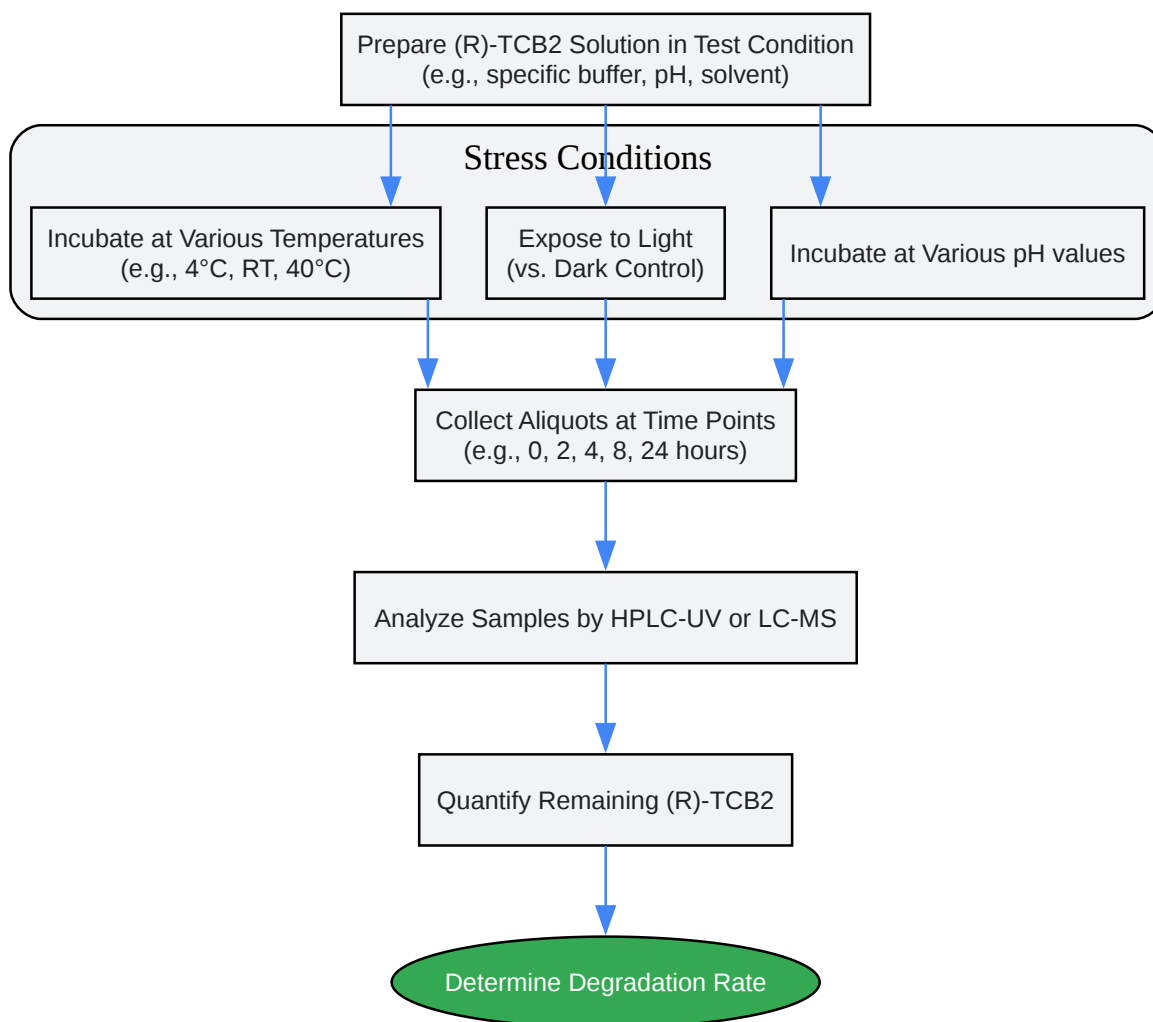 Prepare (R)-TCB2 Solution in Test Condition
(e.g., specific buffer, pH, solvent)
Stress Conditions
Incubate at Various Temperatures
(e.g., 4°C, RT, 40°C)
Expose to Light
(vs. Dark Control)
Incubate at Various pH values
Collect Aliquots at Time Points
(e.g., 0, 2, 4, 8, 24 hours)
Analyze Samples by HPLC-UV or LC-MS
Quantify Remaining (R)-TCB2
Determine Degradation Rate